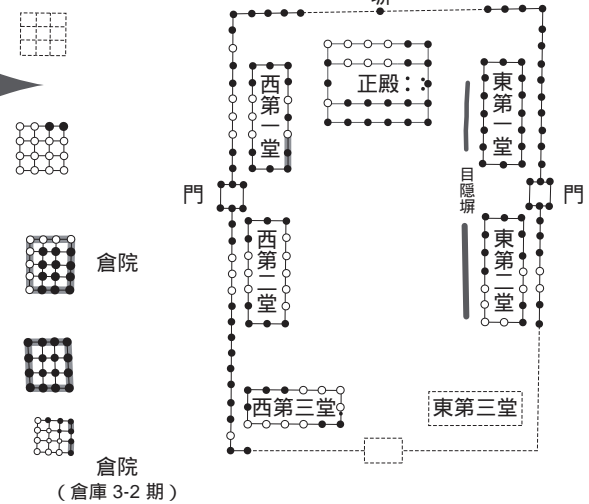 塀
正殿
西第一堂
東第一堂
目隠塀
門
門
西第二堂
東第二堂
倉院
西第三堂
東第三堂
倉院
（倉庫 3-2 期）